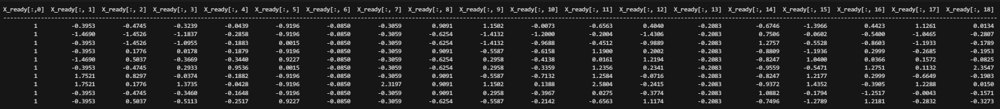 X_ready[:,0] X_ready[:, 1] X_ready[:, 2] X_ready[:, 3] X_ready[:, 4] X_ready[:, 5] X_ready[:, 6] X_ready[:, 7] X_ready[:, 8] X_ready[:, 9] X_ready[:, 10] X_ready[:, 11] X_ready[:, 12] X_ready[:, 13] X_ready[:, 14] X_ready[:, 15] X_ready[:, 16] X_ready[:, 17] X_ready[:, 18]
1 -0.3953 -0.4745 -0.3239 -0.0439 -0.9196 -0.0850 -0.3059 0.9091 1.1502 -0.0073 -0.6563 0.4040 -0.2083 -0.6746 -1.3966 0.4423 1.1261 0.0134
1 -1.4690 -1.4526 -1.1837 -0.2858 -0.9196 -0.0850 -0.3059 -0.6254 -1.4132 -1.2000 -0.2004 -1.4306 -0.2083 0.7506 -0.0602 -0.5400 -1.0465 -0.2807
1 -0.3953 -1.4526 -1.0955 -0.1883 0.0015 -0.0850 -0.3059 -0.6254 -1.4132 -0.9688 -0.4512 -0.9889 -0.2083 1.2757 -0.5528 -0.8603 -1.1933 -0.1789
1 -0.3953 0.1776 0.0178 -0.1879 -0.9196 -0.0850 -0.3059 0.9091 -0.5587 -0.6158 1.1900 0.2002 -0.2083 -0.8809 -1.1936 0.2999 -0.2685 -0.1953
1 -1.4690 0.5037 -0.3669 -0.3440 0.9227 -0.0850 -0.3059 -0.6254 0.2958 -0.4138 0.0161 1.2194 -0.2083 -0.8247 1.0400 0.0366 0.1572 -0.0825
1 -0.3953 -0.4745 0.2933 0.9536 0.0015 -0.0850 -0.3059 -0.6254 0.2958 -0.3359 1.2356 0.2341 -0.2083 -0.9559 -0.5471 1.2751 0.1132 2.3547
1 1.7521 0.8297 -0.0374 -0.1882 -0.9196 -0.0850 -0.3059 0.9091 -0.5587 -0.7132 1.2584 -0.0716 -0.2083 -0.8247 1.2177 0.2999 -0.6649 -0.1903
1 1.7521 0.1776 1.3735 -0.0428 -0.9196 -0.0850 2.3197 0.9091 1.1502 0.1388 2.5804 -0.2415 -0.2083 -0.9372 1.4352 -0.3905 1.2288 0.0150
1 -0.3953 -0.4745 -0.3460 -0.1648 -0.9196 -0.0850 -0.3059 0.9091 0.2958 -0.3967 0.0275 -0.3774 -0.2083 1.0882 -0.1794 -1.2517 -0.0043 -0.1571
1 -0.3953 0.5037 -0.5113 -0.2517 0.9227 -0.0850 -0.3059 -0.6254 -0.5587 -0.2142 -0.6563 1.1174 -0.2083 -0.7496 -1.2789 1.2181 -0.2832 -0.3273